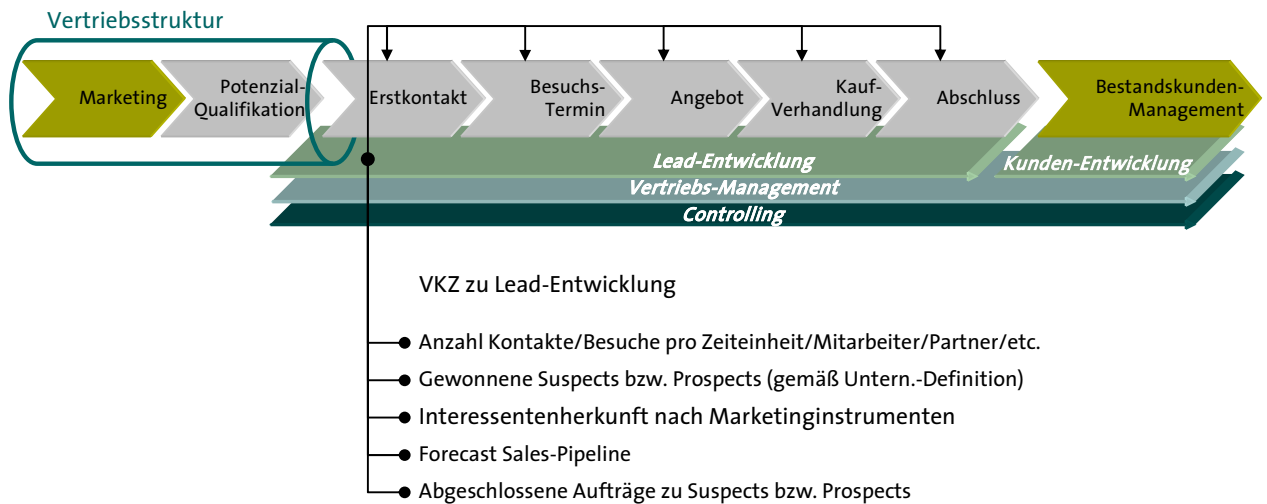 Vertriebsstruktur
Marketing
Potenzial-
Qualifikation
Erstkontakt
Besuchs-
Termin
Angebot
Kauf-
Verhandlung
Abschluss
Bestandskunden-
Management
Lead-Entwicklung
Kunden-Entwicklung
Vertriebs-Management
Controlling
VKZ zu Lead-Entwicklung
Anzahl Kontakte/Besuche pro Zeiteinheit/Mitarbeiter/Partner/etc.
Gewonnene Suspects bzw. Prospects (gemäß Untern.-Definition)
Interessentenherkunft nach Marketinginstrumenten
Forecast Sales-Pipeline
Abgeschlossene Aufträge zu Suspects bzw. Prospects